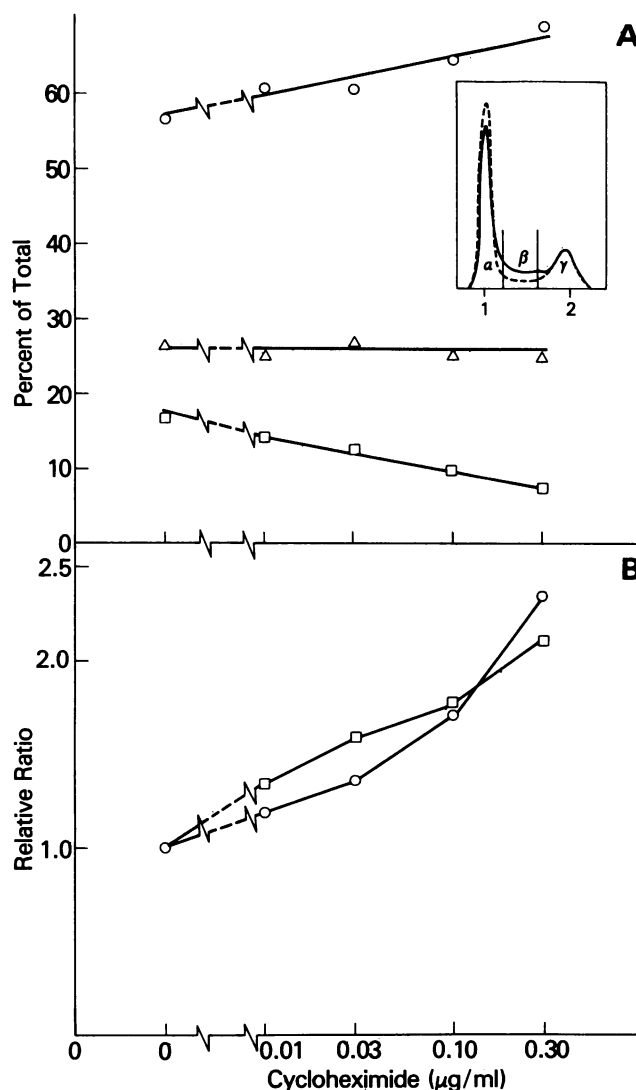 A
60
50
40
30
20
10
0
Percent of Total
α β γ
1 2
B
2.5
2.0
1.0
Relative Ratio
0 0 0.01 0.03 0.10 0.30
Cycloheximide (μg/ml)